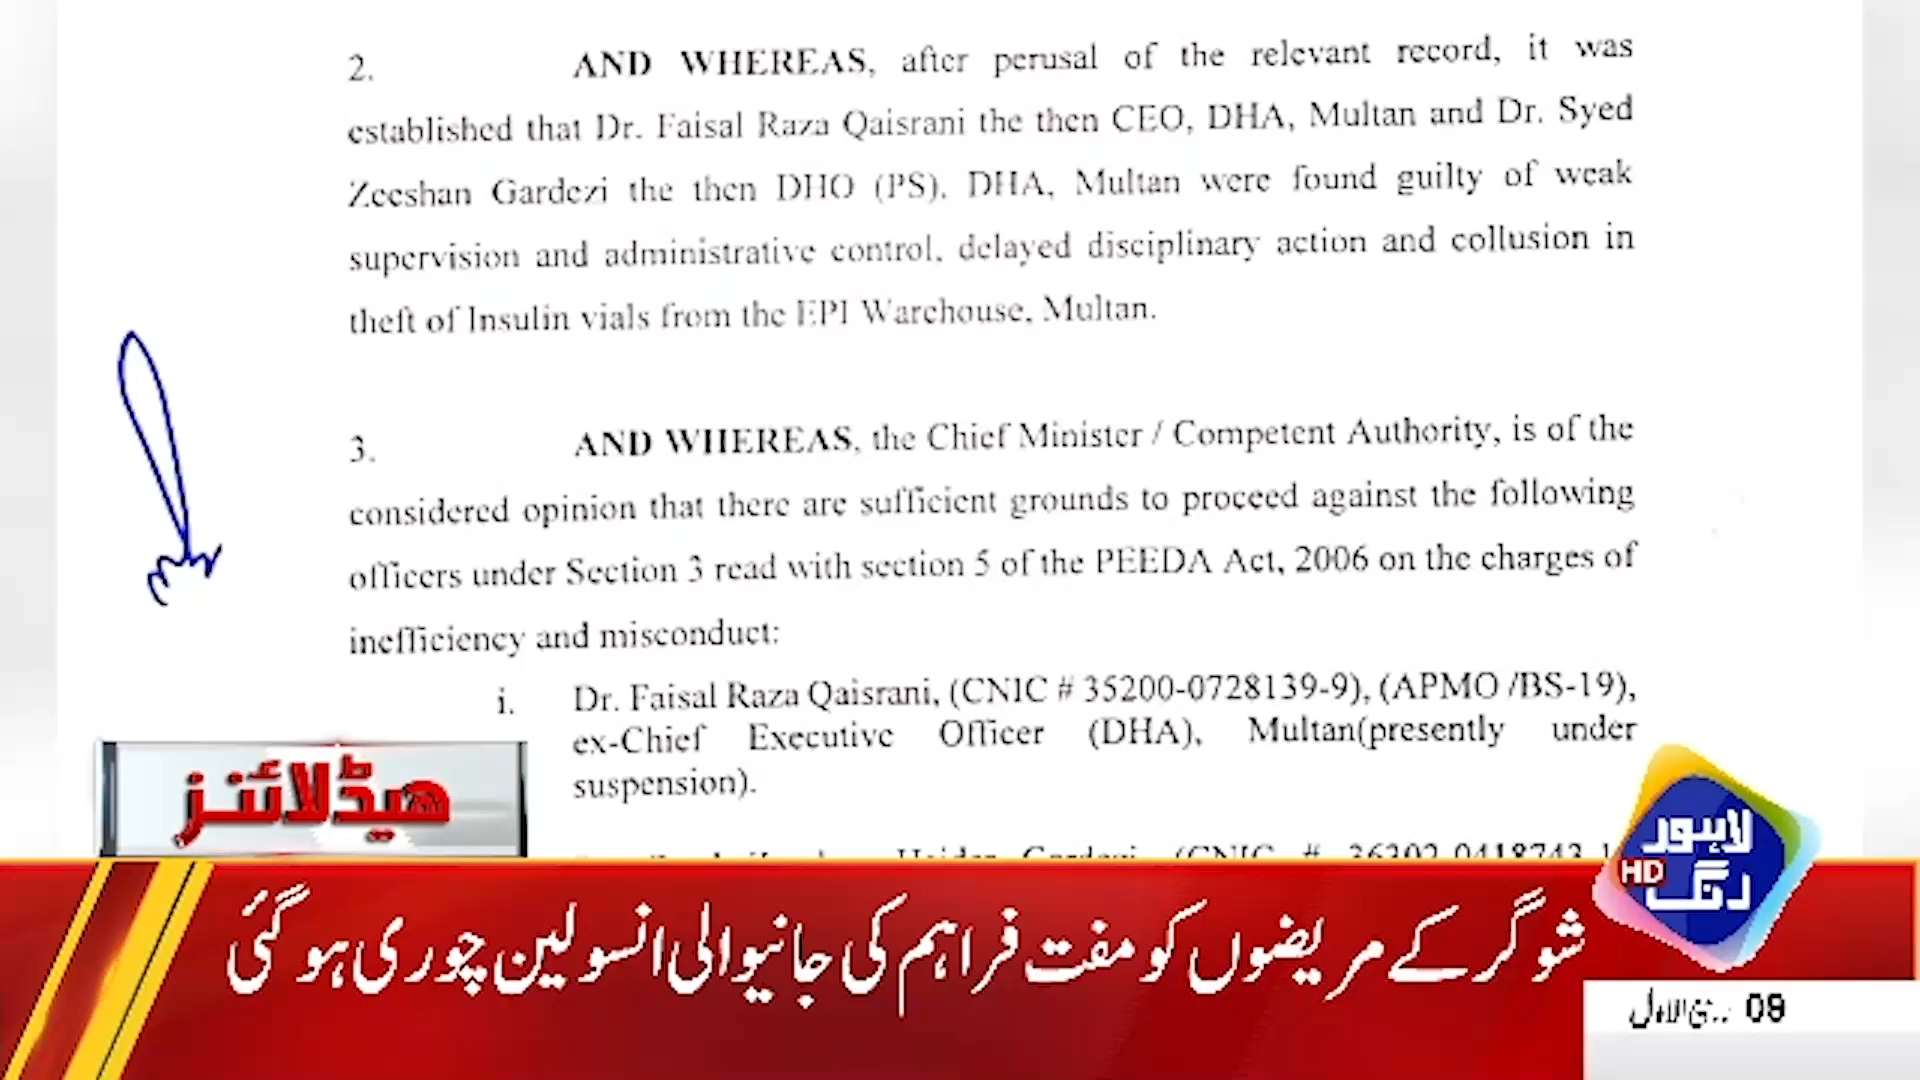 2. AND WHEREAS, after perusal of the relevant record, it was
established that Dr. Faisal Raza Qaisrani the then CEO, DHA, Multan and Dr. Syed
Zeeshan Gardezi the then DHO (PS), DHA, Multan were found guilty of weak
supervision and administrative control, delayed disciplinary action and collusion in
theft of Insulin vials from the EPI Warehouse, Multan.
3. AND WHEREAS, the Chief Minister / Competent Authority, is of the
considered opinion that there are sufficient grounds to proceed against the following
officers under Section 3 read with section 5 of the PEEDA Act, 2006 on the charges of
inefficiency and misconduct:
i. Dr. Faisal Raza Qaisrani, (CNIC # 35200-0728139-9), (APMO /BS-19),
ex-Chief Executive Officer (DHA), Multan(presently under
suspension).
(CNIC # 36302-0418743-1
ہیڈلائنز
لاہور
رنگ
HD
شوگر کے مریضوں کو مفت فراہم کی جانیوالی انسولین چوری ہو گئی
09